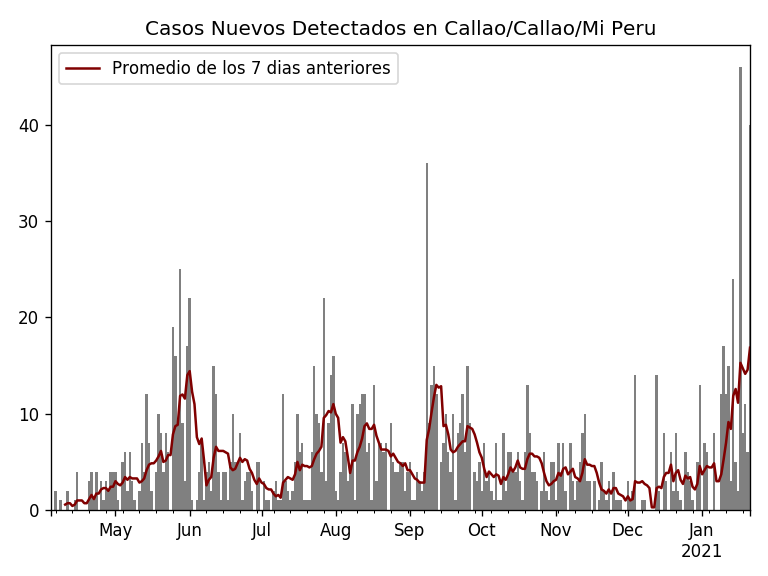 Casos Nuevos Detectados en Callao/Callao/Mi Peru
Promedio de los 7 dias anteriores
40
30
20
10
0
May Jun Jul Aug Sep Oct Nov Dec Jan
2021